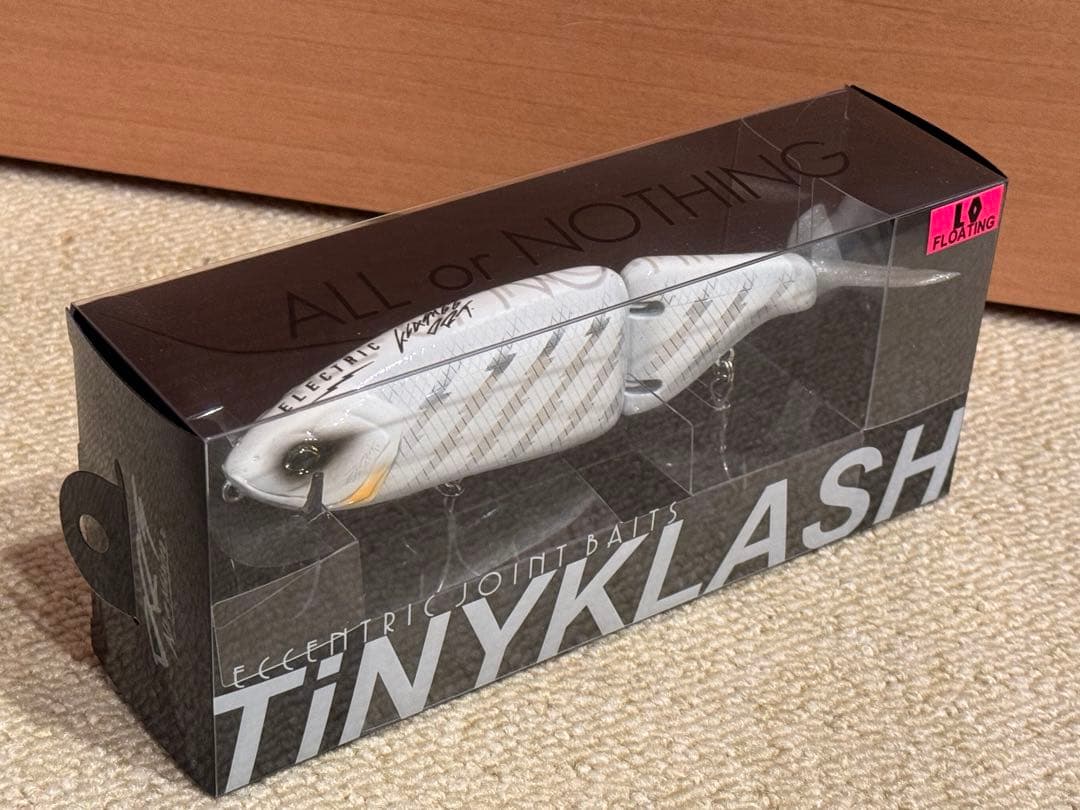 ALL or NOTHING
LO
FLOATING
ELECTRIC
ECCENTRIC JOINT BAITS
TiNYKLASH